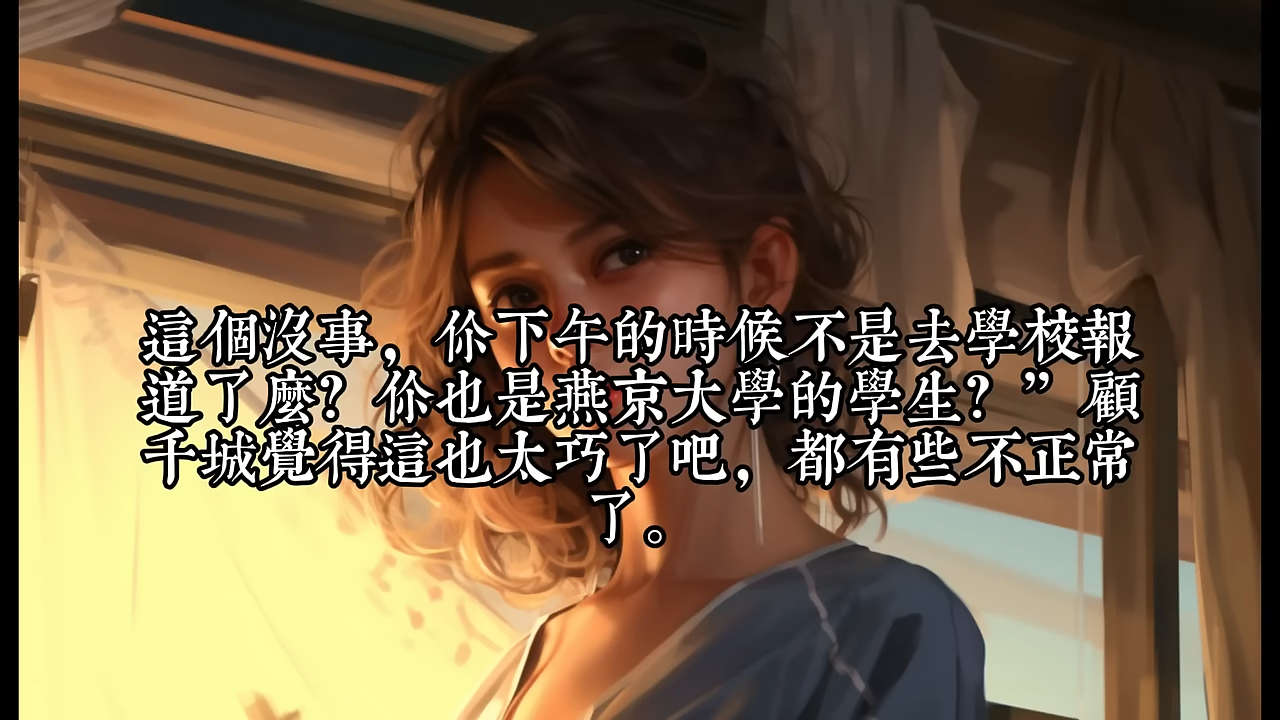 這個沒事，伱下午的時候不是去學校報
道了麼？伱也是燕京大學的學生？”顧
千城覺得這也太巧了吧，都有些不正常
了。